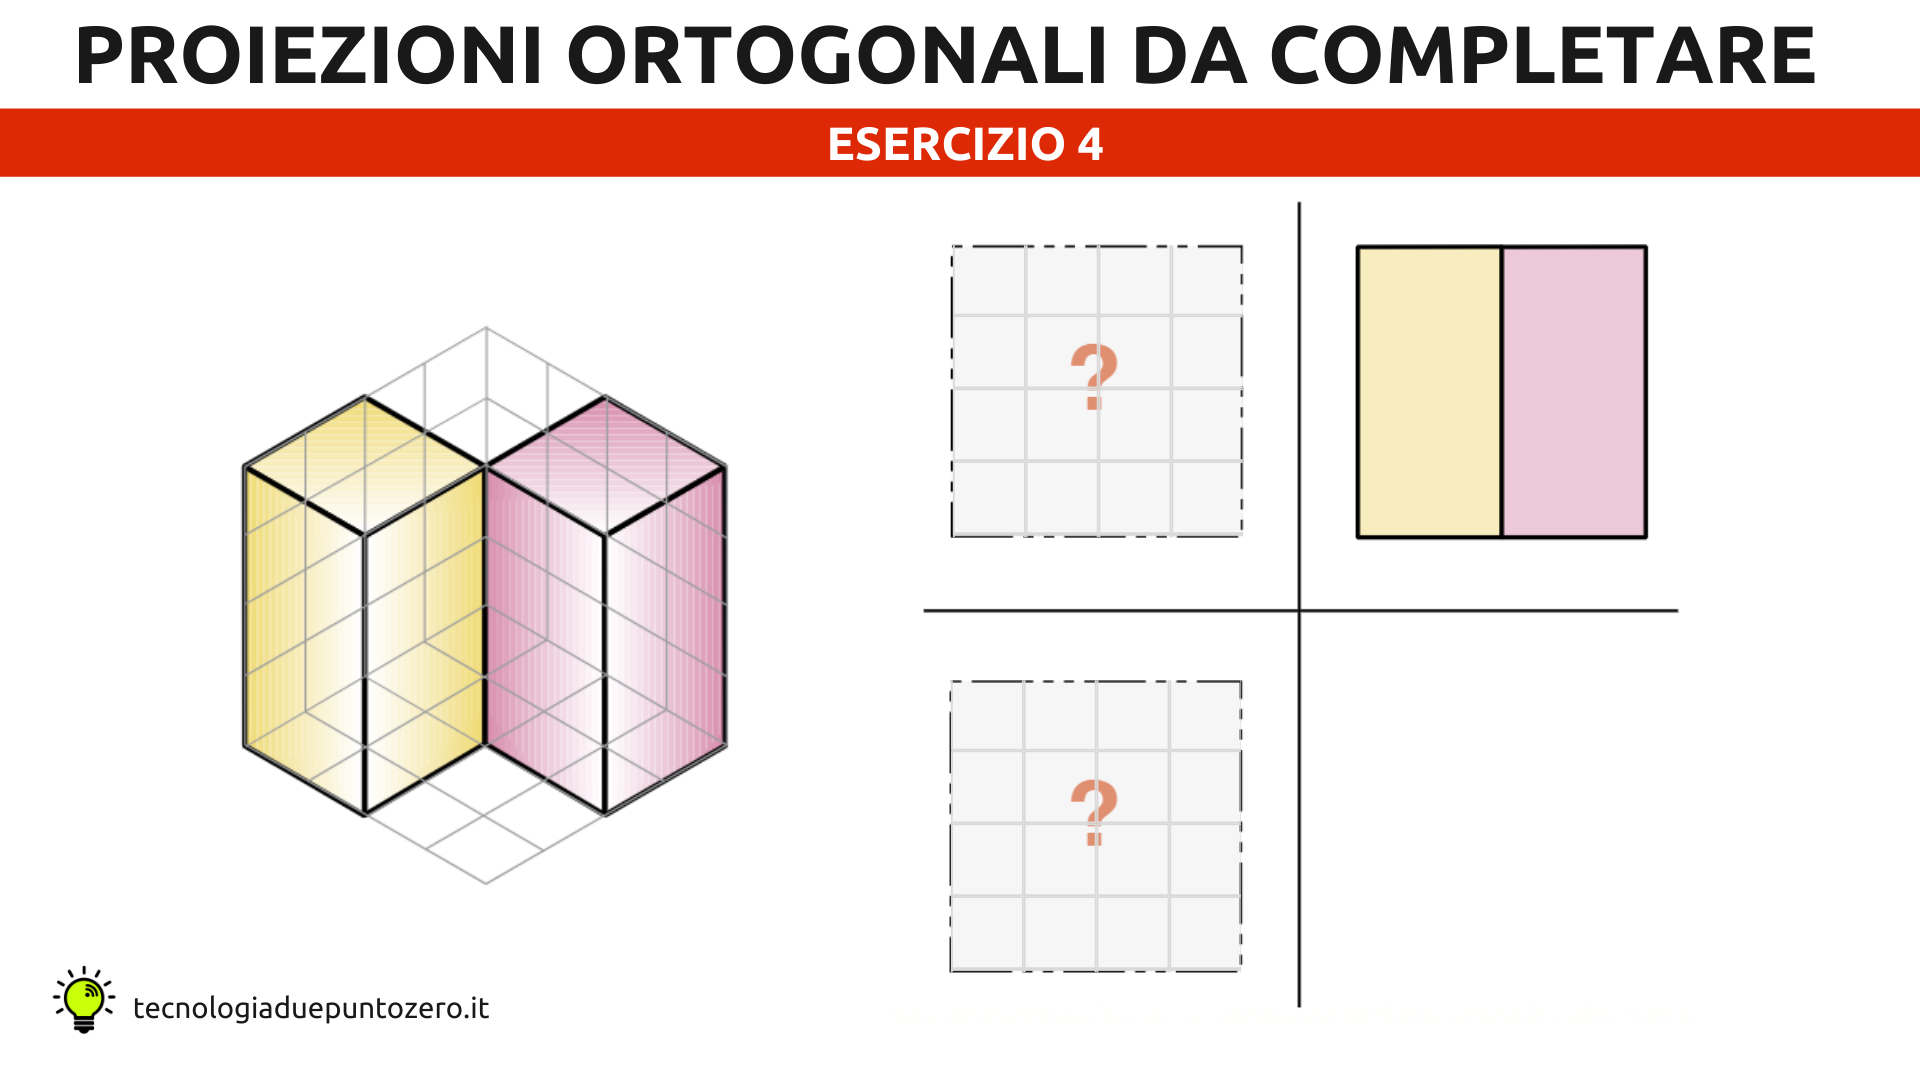 PROIEZIONI ORTOGONALI DA COMPLETARE
ESERCIZIO 4
?
?
tecnologiaduepuntozero.it